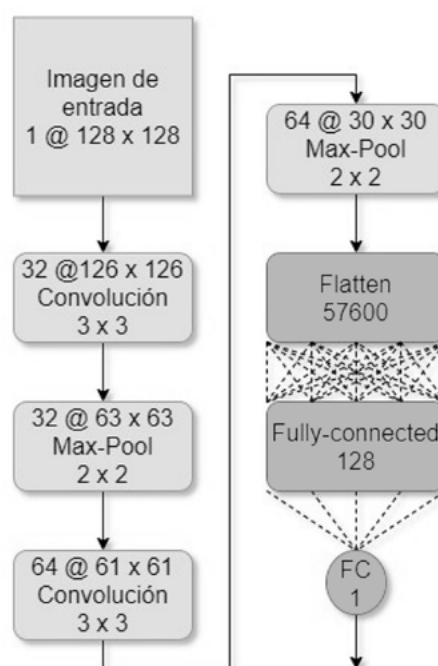 Imagen de
entrada
1 @ 128 x 128
32 @126 x 126
Convolución
3 x 3
32 @ 63 x 63
Max-Pool
2 x 2
64 @ 61 x 61
Convolución
3 x 3
64 @ 30 x 30
Max-Pool
2 x 2
Flatten
57600
Fully-connected
128
FC
1